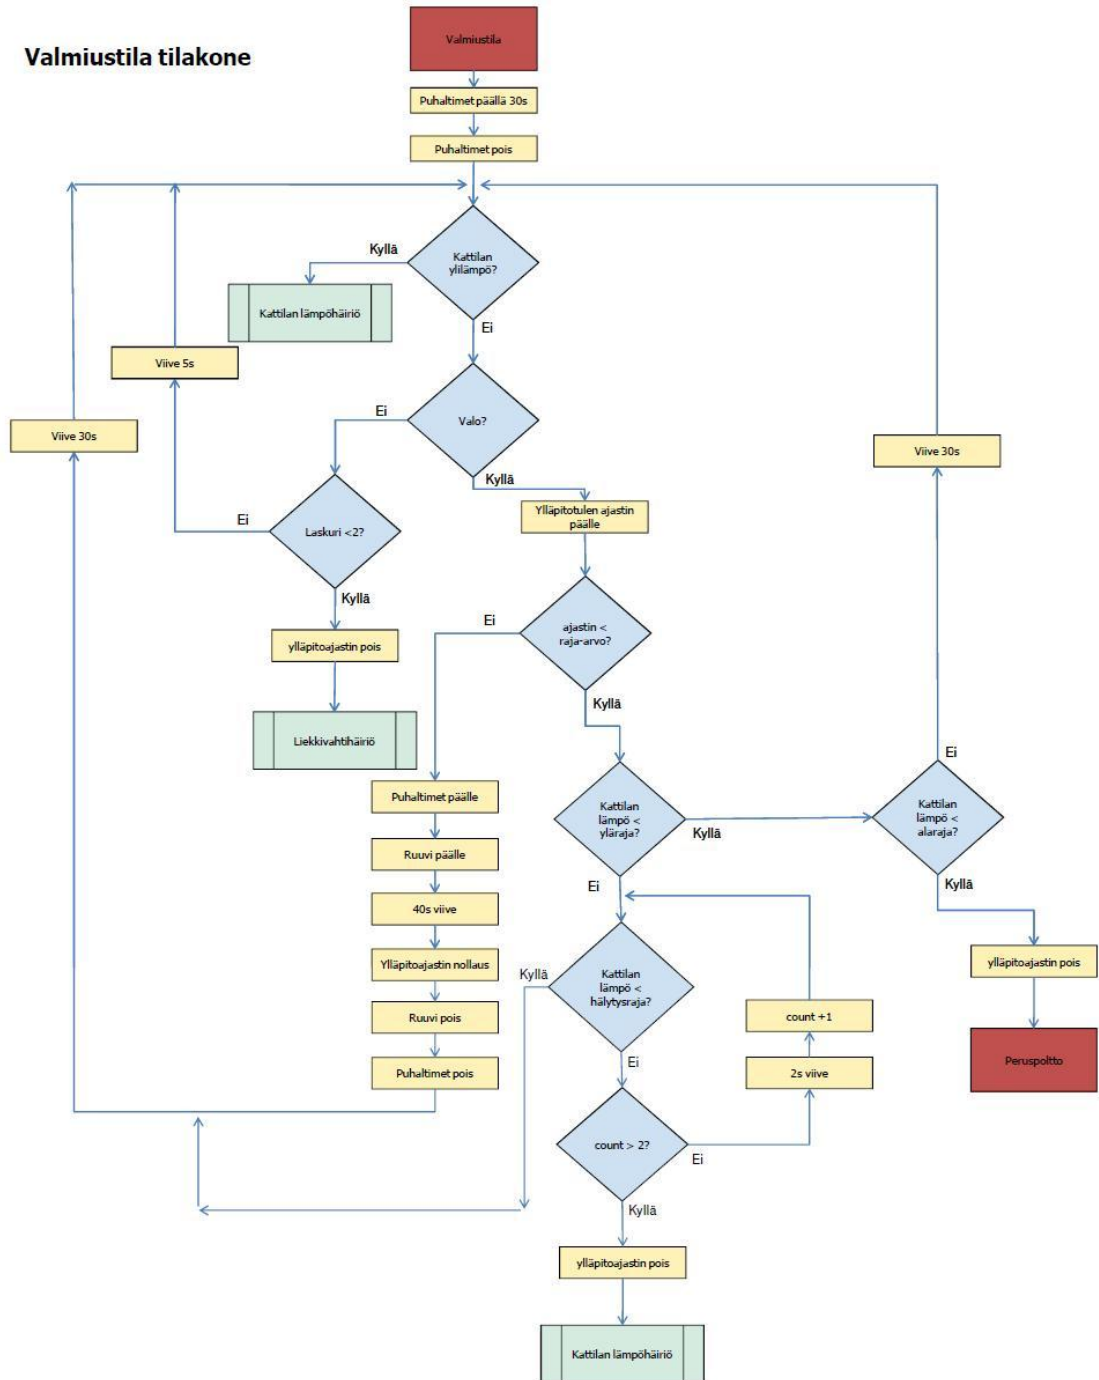 Valmiustila tilakone
Valmiustila
Puhaltimet päällä 30s
Puhaltimet pois
Kyllä
Kattilan
ylilämpö?
Kattilan lämpöhäiriö
Ei
Viive 5s
Ei
Valo?
Viive 30s
Viive 30s
Kyllä
Ylläpitotulen ajastin
päälle
Ei
Laskuri <2?
Kyllä
ylläpitoajastin pois
Liekkivahtihäiriö
Ei
ajastin <
raja-arvo?
Kyllä
Ei
Puhaltimet päälle
Kattilan
lämpö <
yläraja?
Kyllä
Kattilan
lämpö <
alaraja?
Ruuvi päälle
Ei
Kyllä
40s viive
Ylläpitoajastin nollaus
Kyllä
Kattilan
lämpö <
hälytysraja?
ylläpitoajastin pois
Ruuvi pois
count +1
Ei
Puhaltimet pois
2s viive
Peruspoltto
count > 2?
Ei
Kyllä
ylläpitoajastin pois
Kattilan lämpöhäiriö